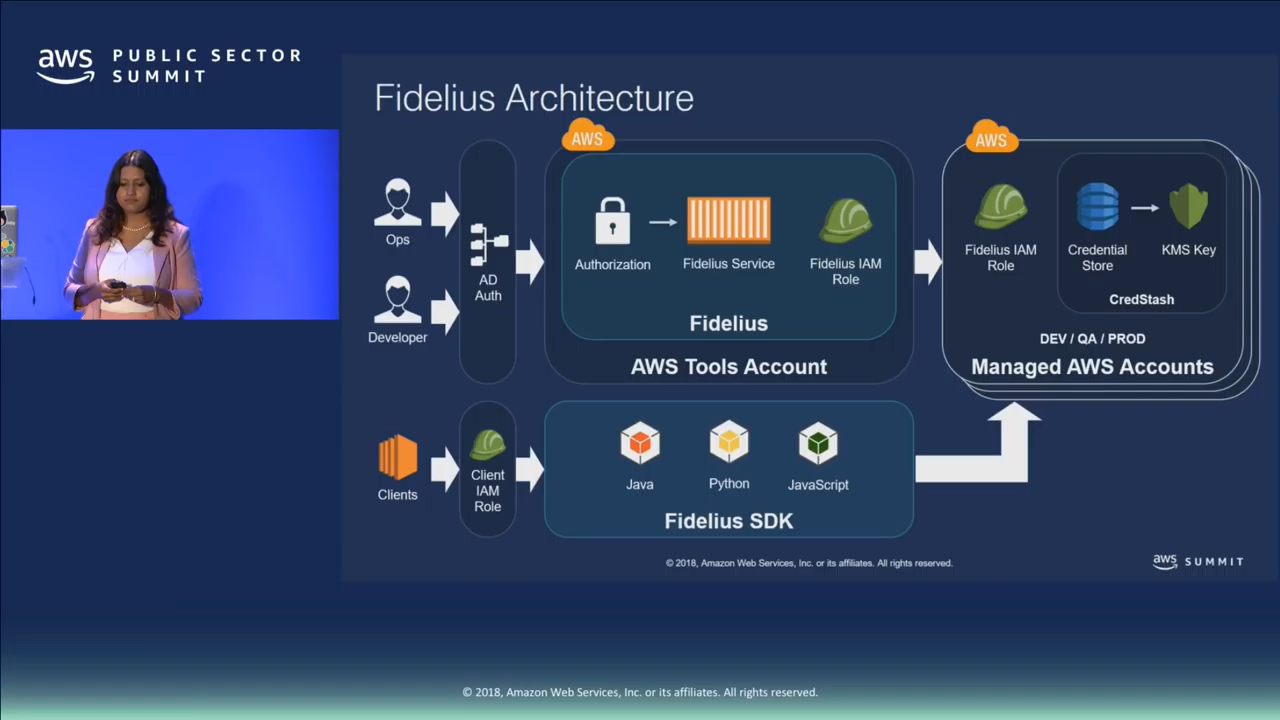 aws PUBLIC SECTOR
SUMMIT
Fidelius Architecture
AWS
AWS
Ops
Developer
AD
Auth
Authorization
Fidelius Service
Fidelius IAM
Role
Fidelius
AWS Tools Account
Fidelius IAM
Role
Credential
Store
KMS Key
CredStash
DEV / QA / PROD
Managed AWS Accounts
Clients
Client
IAM
Role
Java
Python
JavaScript
Fidelius SDK
© 2018, Amazon Web Services, Inc. or its affiliates. All rights reserved.
aws SUMMIT
© 2018, Amazon Web Services, Inc. or its affiliates. All rights reserved.